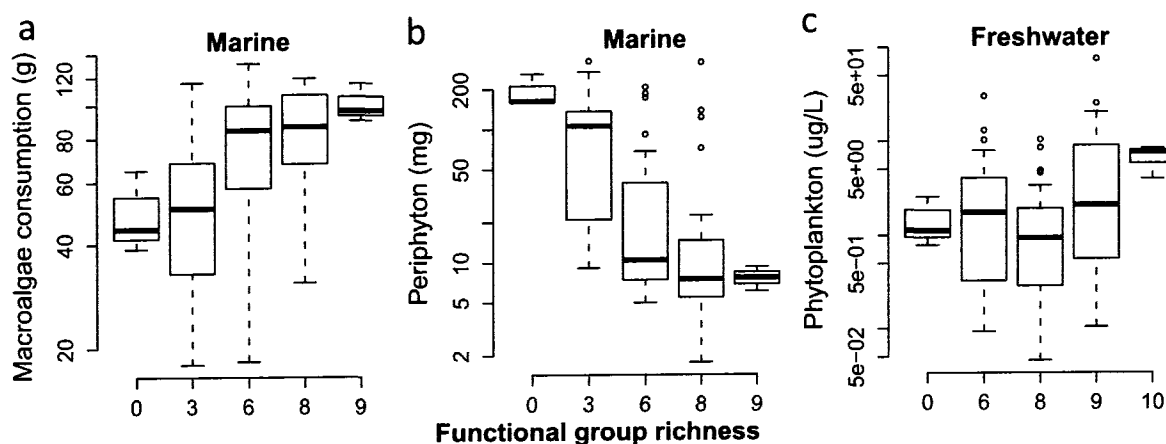 a
Marine
Macroalgae consumption (g)
120
80
60
40
20
0 3 6 8 9
b
Marine
Periphyton (mg)
200
50
20
10
5
2
0 3 6 8 9
c
Freshwater
Phytoplankton (ug/L)
5e+01
5e+00
5e−01
5e−02
0 6 8 9 10
Functional group richness